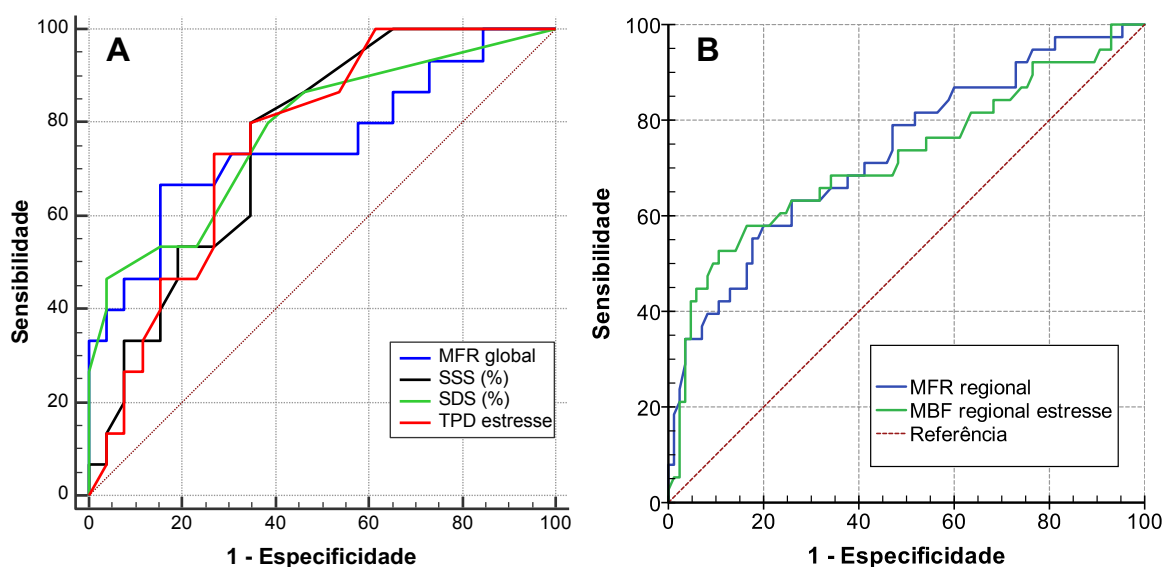 A
Sensibilidade
100
80
60
40
20
0
0 20 40 60 80 100
1 - Especificidade
MFR global
SSS (%)
SDS (%)
TPD estresse
B
Sensibilidade
100
80
60
40
20
0
0 20 40 60 80 100
1 - Especificidade
MFR regional
MBF regional estresse
Referência